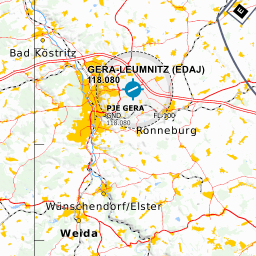 E
Bad Köstritz
GERA-LEUMNITZ (EDAJ)
118.080
PJE GERA
GND FL 100
118.080
Ronneburg
Wünschendorf/Elster
Weida